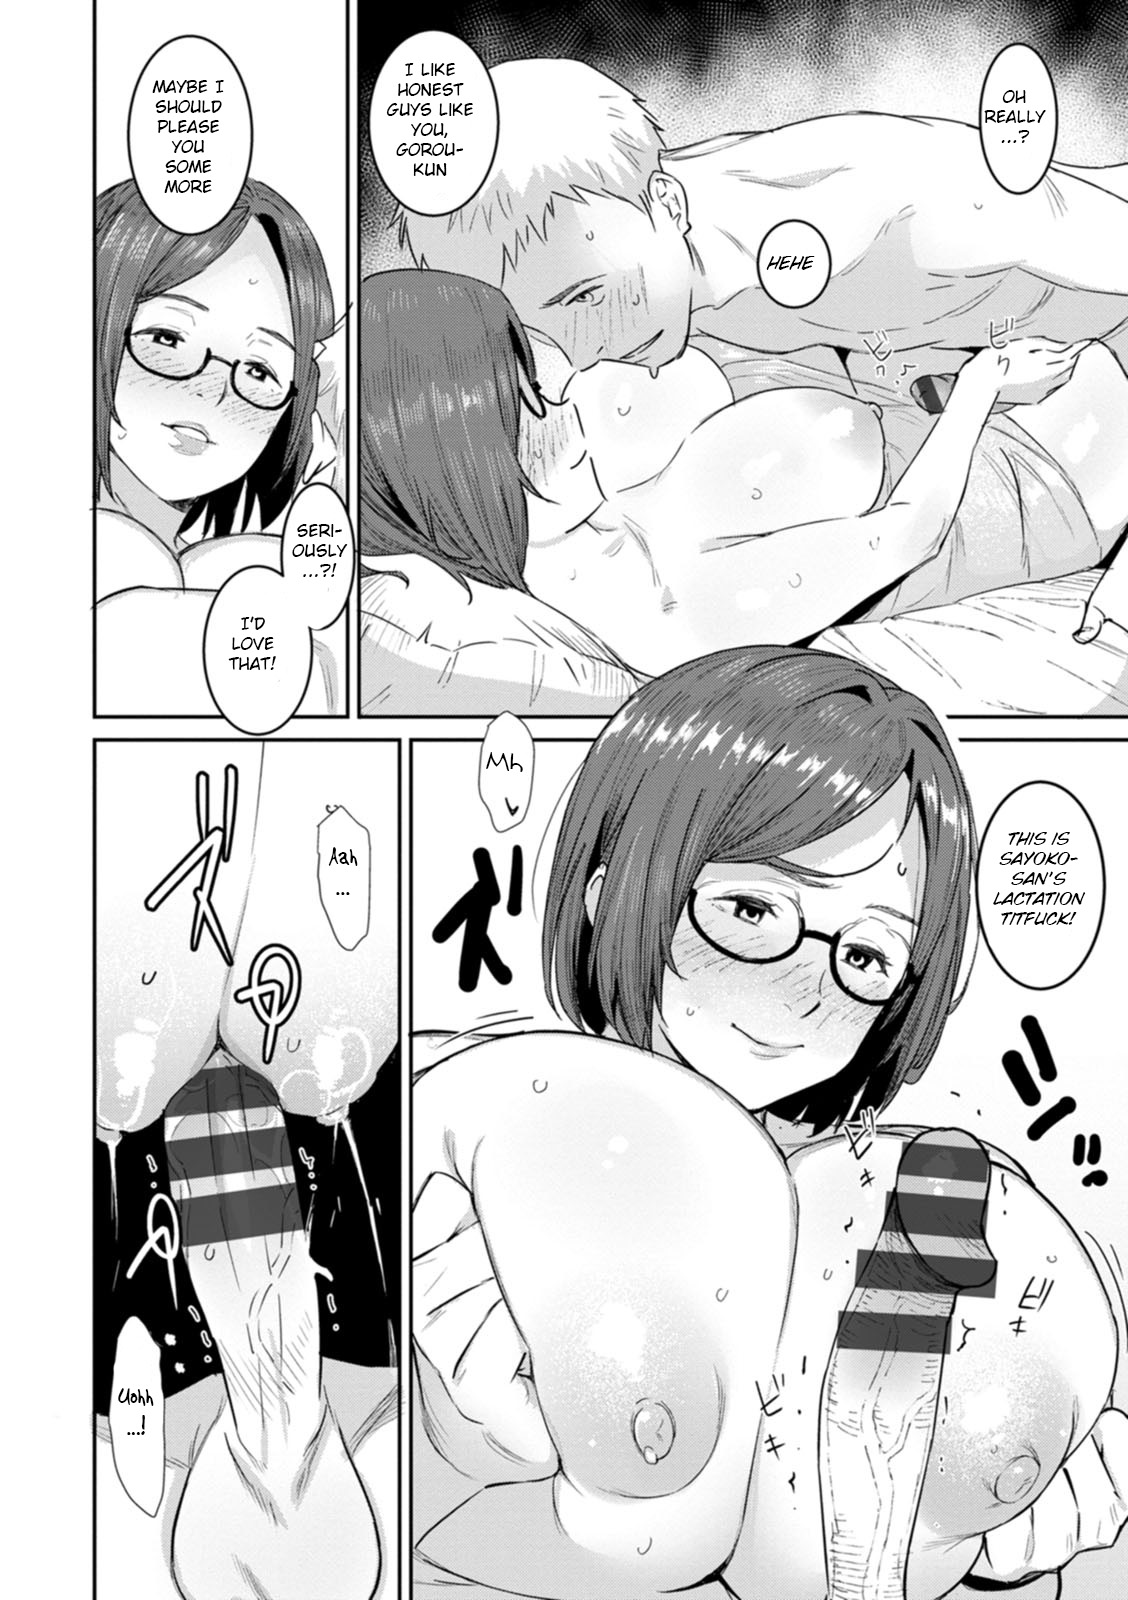 OH
REALLY
...?
I LIKE
HONEST
GUYS LIKE
YOU,
GOROU-
KUN
HEHE
MAYBE I
SHOULD
PLEASE
YOU
SOME
MORE
SERI-
OUSLY
...?!
I'D
LOVE
THAT!
THIS IS
SAYOKO-
SAN'S
LACTATION
TITFUCK!
Mh
Aah
...
Uohh
...!